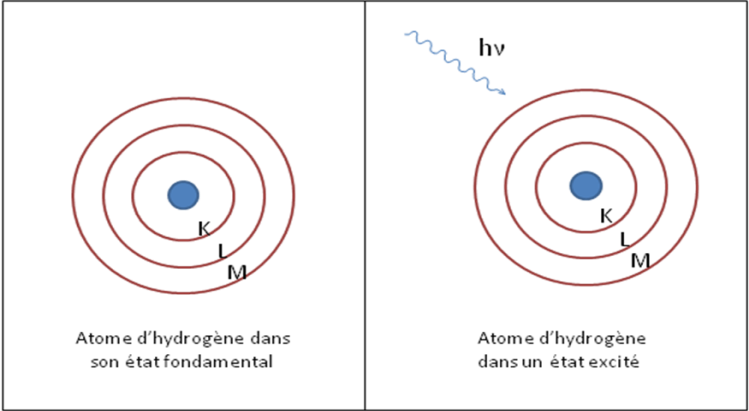 K
L
M
Atome d'hydrogène dans
son état fondamental
hν
K
L
M
Atome d'hydrogène
dans un état excité